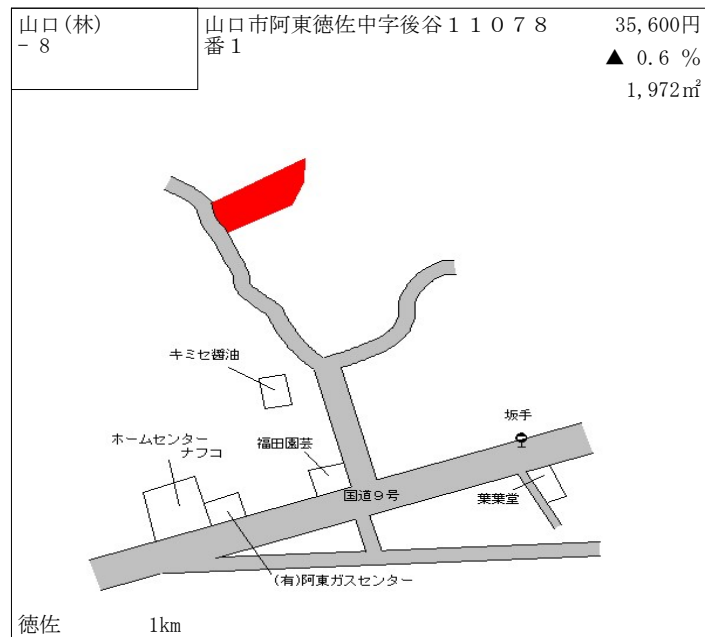 山口(林)
- 8
山口市阿東徳佐中字後谷１１０７８
番１
35,600円
▲ 0.6 %
1,972㎡
キミセ醤油
坂手
ホームセンター
ナフコ
福田園芸
国道９号
葉葉堂
(有)阿東ガスセンター
徳佐 1km